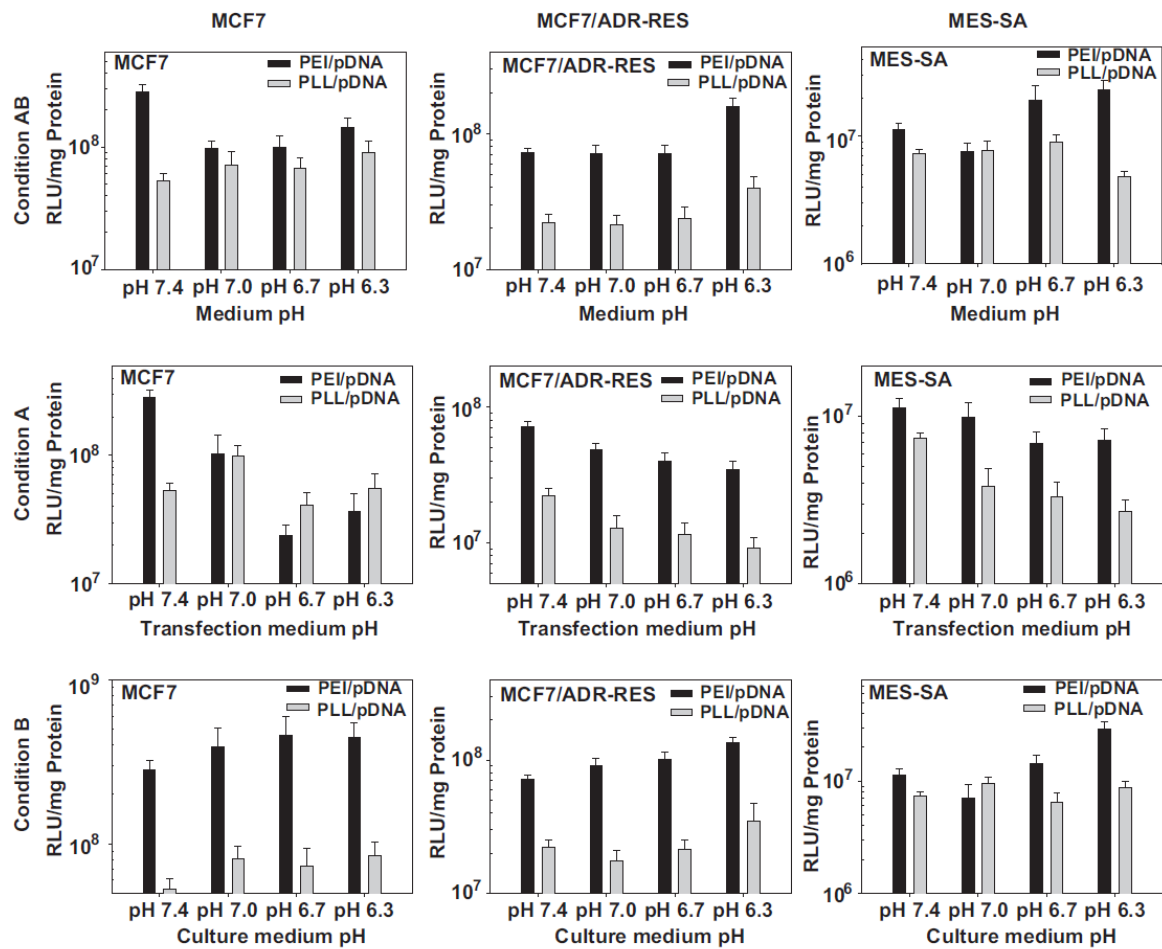 MCF7 MCF7/ADR-RES MES-SA
Condition AB
RLU/mg Protein
MCF7
PEI/pDNA
PLL/pDNA
10^8
10^7
pH 7.4 pH 7.0 pH 6.7 pH 6.3
Medium pH
RLU/mg Protein
MCF7/ADR-RES
PEI/pDNA
PLL/pDNA
10^8
10^7
pH 7.4 pH 7.0 pH 6.7 pH 6.3
Medium pH
RLU/mg Protein
MES-SA
PEI/pDNA
PLL/pDNA
10^7
10^6
pH 7.4 pH 7.0 pH 6.7 pH 6.3
Medium pH
Condition A
RLU/mg Protein
MCF7
PEI/pDNA
PLL/pDNA
10^8
10^7
pH 7.4 pH 7.0 pH 6.7 pH 6.3
Transfection medium pH
RLU/mg Protein
MCF7/ADR-RES
PEI/pDNA
PLL/pDNA
10^8
10^7
pH 7.4 pH 7.0 pH 6.7 pH 6.3
Transfection medium pH
RLU/mg Protein
MES-SA
PEI/pDNA
PLL/pDNA
10^7
10^6
pH 7.4 pH 7.0 pH 6.7 pH 6.3
Transfection medium pH
Condition B
RLU/mg Protein
MCF7
PEI/pDNA
PLL/pDNA
10^9
10^8
pH 7.4 pH 7.0 pH 6.7 pH 6.3
Culture medium pH
RLU/mg Protein
MCF7/ADR-RES
PEI/pDNA
PLL/pDNA
10^8
10^7
pH 7.4 pH 7.0 pH 6.7 pH 6.3
Culture medium pH
RLU/mg Protein
MES-SA
PEI/pDNA
PLL/pDNA
10^7
10^6
pH 7.4 pH 7.0 pH 6.7 pH 6.3
Culture medium pH